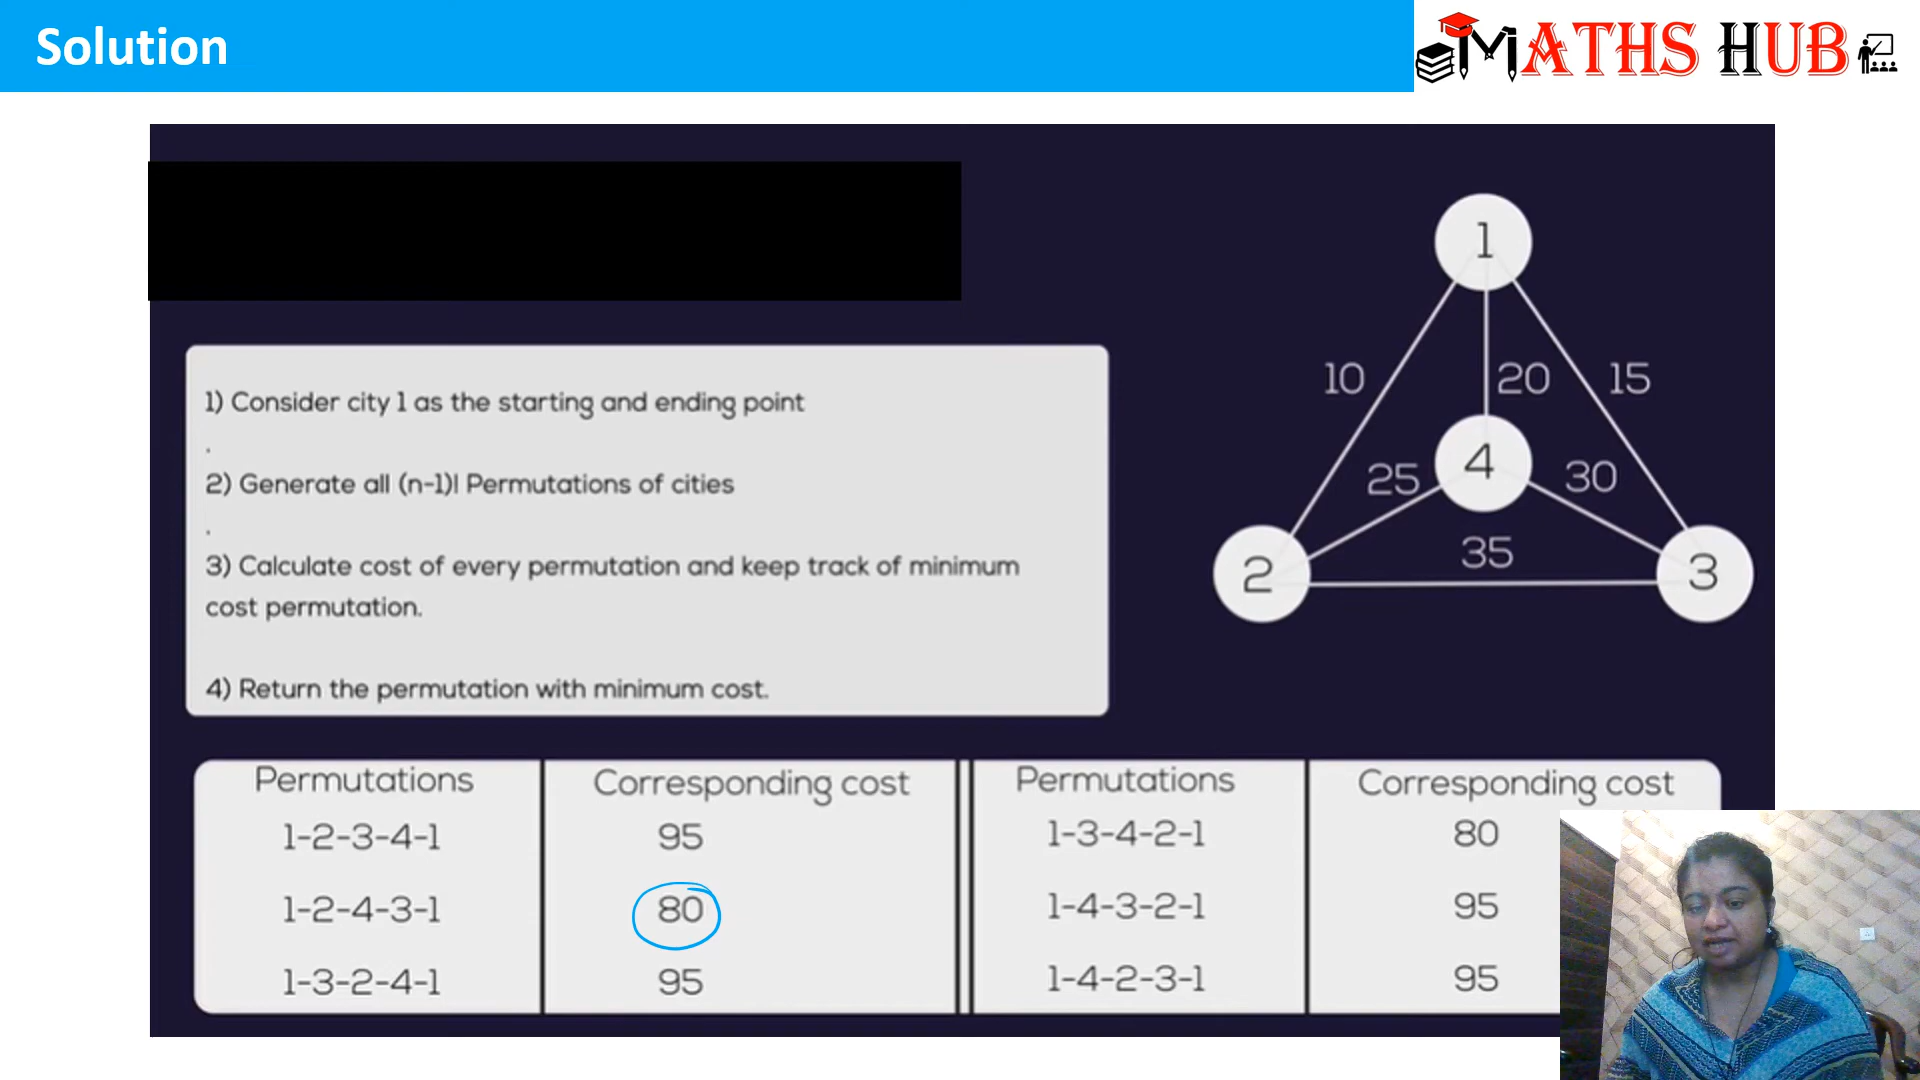 Solution
MATHS HUB
1) Consider city 1 as the starting and ending point
.
2) Generate all (n-1)! Permutations of cities
.
3) Calculate cost of every permutation and keep track of minimum
cost permutation.
4) Return the permutation with minimum cost.
1
10
20
15
4
25
30
35
2
3
Permutations Corresponding cost Permutations Corresponding cost
1-2-3-4-1 95 1-3-4-2-1 80
1-2-4-3-1 80 1-4-3-2-1 95
1-3-2-4-1 95 1-4-2-3-1 95